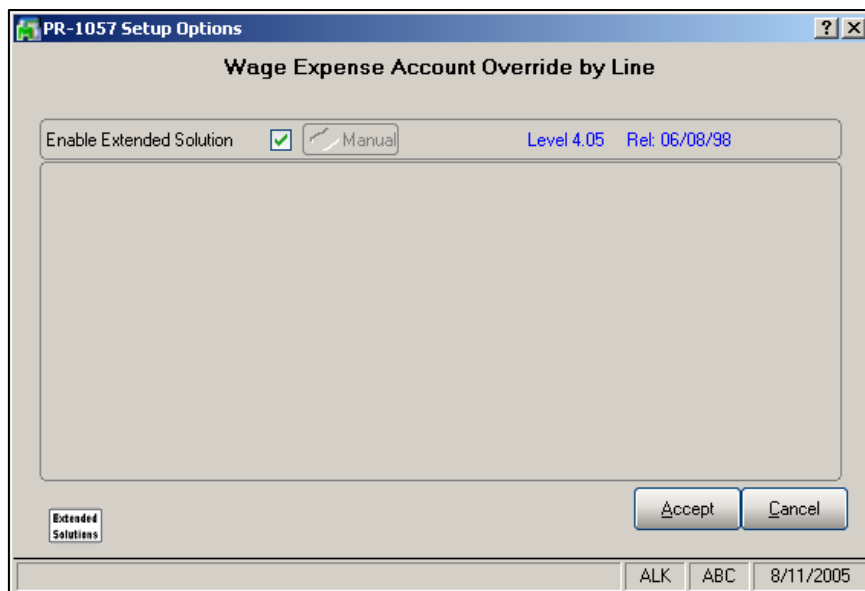 PR-1057 Setup Options
Wage Expense Account Override by Line
Enable Extended Solution Manual Level 4.05 Rel: 06/08/98
Accept Cancel
Extended
Solutions
ALK ABC 8/11/2005